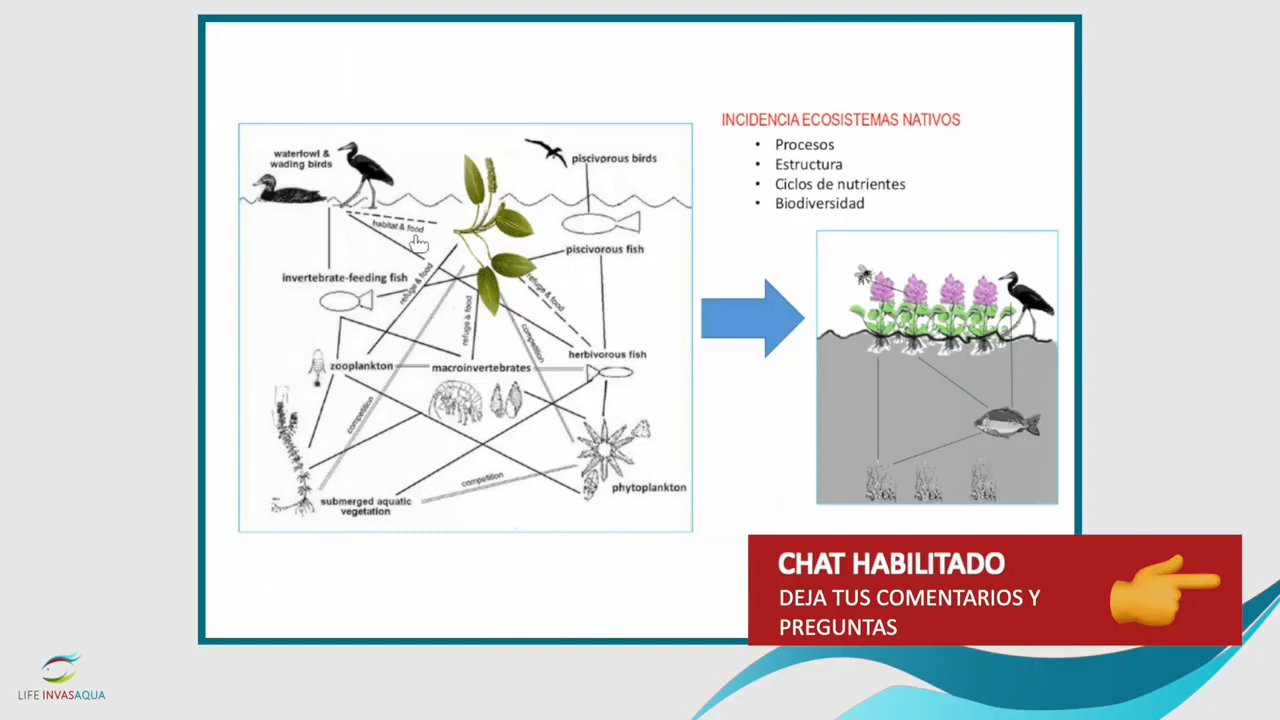 INCIDENCIA ECOSISTEMAS NATIVOS
• Procesos
• Estructura
• Ciclos de nutrientes
• Biodiversidad
waterfowl &
wading birds
piscivorous birds
habitat & food
piscivorous fish
invertebrate-feeding fish
refuge & food
refuge & food
refuge & food
competition
herbivorous fish
zooplankton
macroinvertebrates
competition
competition
phytoplankton
submerged aquatic
vegetation
CHAT HABILITADO
DEJA TUS COMENTARIOS Y
PREGUNTAS
LIFE INVASAQUA